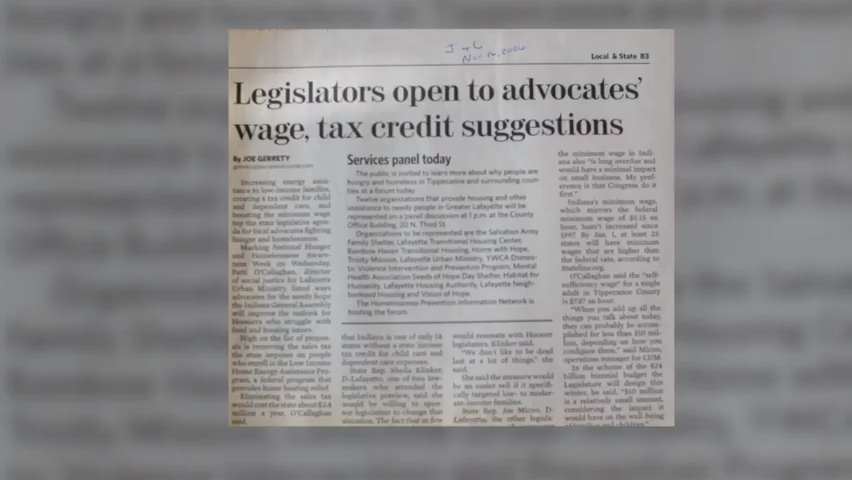 J + C
Nov 16, 2006
Local & State B3
Legislators open to advocates'
wage, tax credit suggestions
By JOE GERRETY
Increasing energy assis-
tance to low-income families,
creating a tax credit for child
and dependent care, and
boosting the minimum wage
top the state legislative agen-
da for local advocates fighting
hunger and homelessness.
Marking National Hunger
and Homelessness Aware-
ness Week on Wednesday,
Patti O'Callaghan, director
of social justice for Lafayette
Urban Ministry, listed ways
advocates for the needy hope
the Indiana General Assembly
will improve the outlook for
Hoosiers who struggle with
food and housing issues.
High on the list of propos-
als is removing the sales tax
the state imposes on people
who enroll in the Low Income
Home Energy Assistance Pro-
gram, a federal program that
provides home heating relief.
Eliminating the sales tax
would cost the state about $2.4
million a year, O'Callaghan
said.
Services panel today
The public is invited to learn more about why people are
hungry and homeless in Tippecanoe and surrounding coun-
ties at a forum today.
Twelve organizations that provide housing and other
assistance to needy people in Greater Lafayette will be
represented on a panel discussion at 1 p.m. at the County
Office Building, 20 N. Third St.
Organizations to be represented are the Salvation Army
Family Shelter, Lafayette Transitional Housing Center,
Rainbow Haven Transitional Housing, Home with Hope,
Trinity Mission, Lafayette Urban Ministry, YWCA Domes-
tic Violence Intervention and Prevention Program, Mental
Health Association Seeds of Hope Day Shelter, Habitat for
Humanity, Lafayette Housing Authority, Lafayette Neigh-
borhood Housing and Vision of Hope.
The Homelessness Prevention Information Network is
hosting the forum.
that Indiana is one of only 14
states without a state income
tax credit for child care and
dependent care expenses.
State Rep. Sheila Klinker,
D-Lafayette, one of two law-
makers who attended the
legislative preview, said she
would be willing to spon-
sor legislation to change that
situation. The fact that so few
would resonate with Hoosier
legislators, Klinker said.
"We don't like to be dead
last at a lot of things," she
said.
She said the measure would
be an easier sell if it specifi-
cally targeted low- to moder-
ate-income families.
State Rep. Joe Micon, D-
Lafayette, the other legisla-
the minimum wage in Indi-
ana also "is long overdue and
would have a minimal impact
on small business. My pref-
erence is that Congress do it
first."
Indiana's minimum wage,
which mirrors the federal
minimum wage of $5.15 an
hour, hasn't increased since
1997. By Jan. 1, at least 23
states will have minimum
wages that are higher than
the federal rate, according to
Stateline.org.
O'Callaghan said the "self-
sufficiency wage" for a single
adult in Tippecanoe County
is $7.87 an hour.
"When you add up all the
things you talk about today,
they can probably be accom-
plished for less than $10 mil-
lion, depending on how you
configure them," said Micon,
operations manager for LUM.
In the scheme of the $24
billion biennial budget the
Legislature will design this
winter, he said, "$10 million
is a relatively small amount,
considering the impact it
would have on the well-being
of families and children."